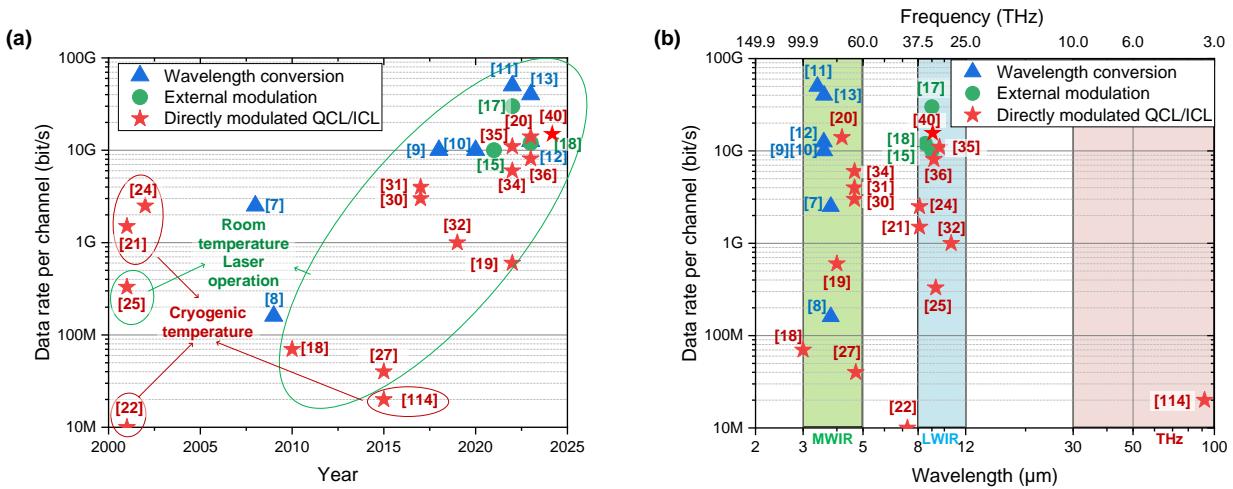 (a)
Data rate per channel (bit/s)
100G
10G
1G
100M
10M
2000 2005 2010 2015 2020 2025
Year
Wavelength conversion
External modulation
Directly modulated QCL/ICL
[11]
[13]
[17]
[20] [40]
[35]
[9] [10] [18]
[15] [12]
[34] [36]
[31]
[30]
[24]
[21]
[7]
[32]
[19]
Room
temperature
Laser
operation
[25]
[8]
Cryogenic
temperature
[18]
[27]
[22]
[114]
(b)
Frequency (THz)
149.9 99.9 60.0 37.5 25.0 10.0 6.0 3.0
Data rate per channel (bit/s)
100G
10G
1G
100M
10M
2 3 5 8 12 30 60 100
Wavelength (μm)
Wavelength conversion
External modulation
Directly modulated QCL/ICL
[11]
[13]
[17]
[20] [40]
[12] [18]
[9][10] [15] [35]
[36]
[34]
[31]
[30]
[7] [24]
[21] [32]
[19]
[25]
[8]
[18]
[27]
[22]
[114]
MWIR LWIR THz